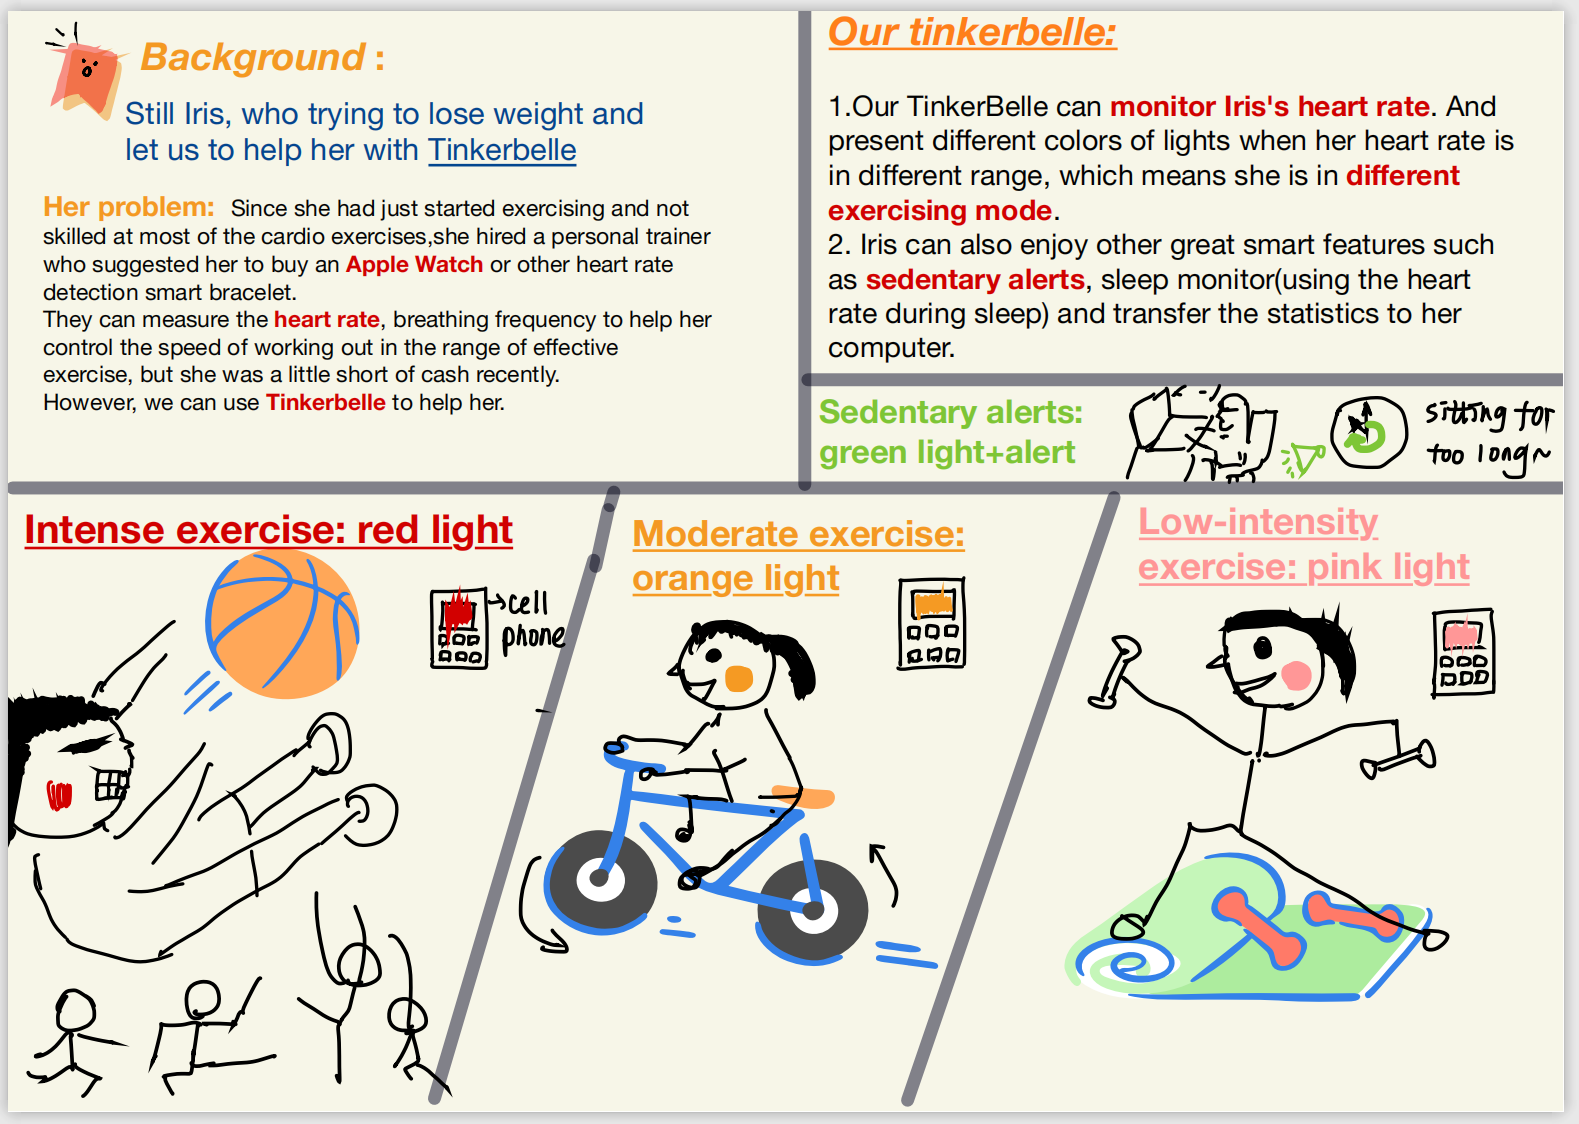 Background :
Still Iris, who trying to lose weight and
let us to help her with Tinkerbelle
Her problem: Since she had just started exercising and not
skilled at most of the cardio exercises,she hired a personal trainer
who suggested her to buy an Apple Watch or other heart rate
detection smart bracelet.
They can measure the heart rate, breathing frequency to help her
control the speed of working out in the range of effective
exercise, but she was a little short of cash recently.
However, we can use Tinkerbelle to help her.
Our tinkerbelle:
1.Our TinkerBelle can monitor Iris's heart rate. And
present different colors of lights when her heart rate is
in different range, which means she is in different
exercising mode.
2. Iris can also enjoy other great smart features such
as sedentary alerts, sleep monitor(using the heart
rate during sleep) and transfer the statistics to her
computer.
Sedentary alerts:
green light+alert
sitting for
too long~
Intense exercise: red light
cell
phone
Moderate exercise:
orange light
Low-intensity
exercise: pink light